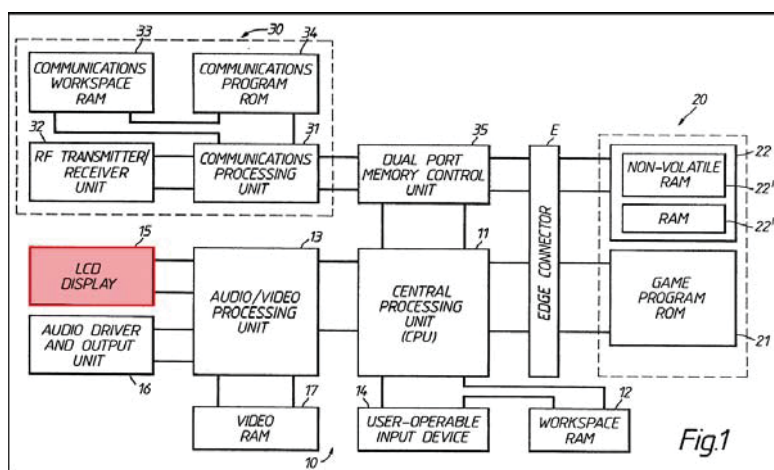 33
30
34
COMMUNICATIONS
WORKSPACE
RAM
COMMUNICATIONS
PROGRAM
ROM
20
32
31
35
E
RF TRANSMITTER/
RECEIVER
UNIT
COMMUNICATIONS
PROCESSING
UNIT
DUAL PORT
MEMORY CONTROL
UNIT
22
NON-VOLATILE
RAM
22'
RAM
15
13
11
LCD
DISPLAY
AUDIO/VIDEO
PROCESSING
UNIT
CENTRAL
PROCESSING
UNIT
(CPU)
EDGE CONNECTOR
GAME
PROGRAM
ROM
AUDIO DRIVER
AND OUTPUT
UNIT
21
16
17
14
12
VIDEO
RAM
USER-OPERABLE
INPUT DEVICE
WORKSPACE
RAM
10
Fig.1